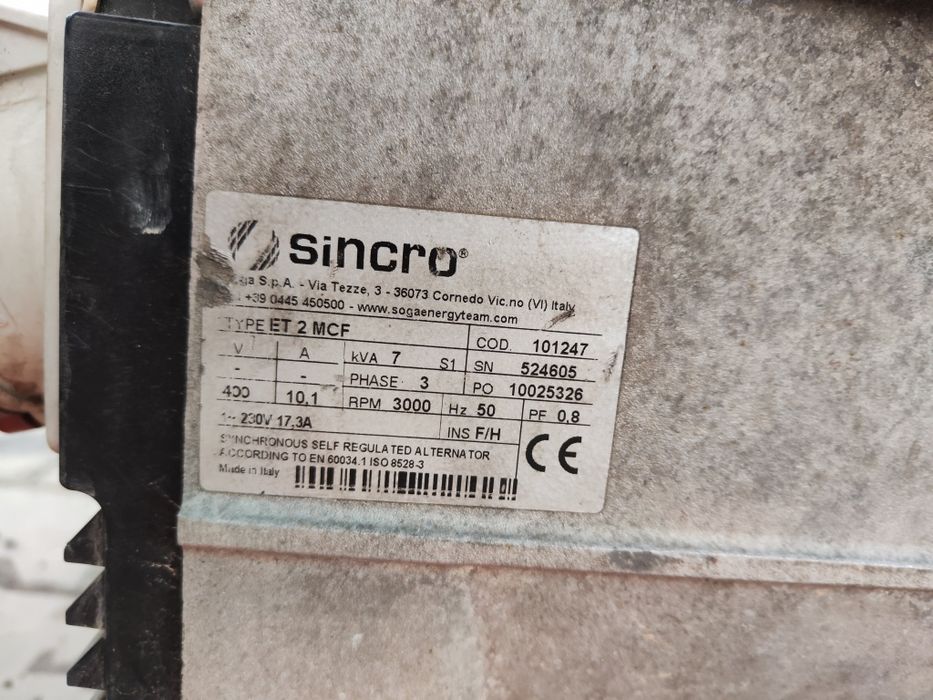 sincro®
S.p.A. - Via Tezze, 3 - 36073 Cornedo Vic.no (VI) Italy
+39 0445 450500 - www.sogaenergyteam.com
TYPE ET 2 MCF COD. 101247
V A kVA 7 S1 SN 524605
- - PHASE 3 PO 10025326
400 10,1 RPM 3000 Hz 50 PF 0,8
1~ 230V 17,3A INS F/H CE
SYNCHRONOUS SELF REGULATED ALTERNATOR
ACCORDING TO EN 60034.1 ISO 8528-3
Made in Italy